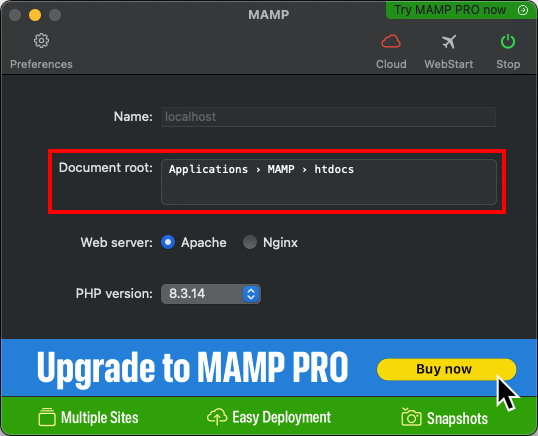 MAMP
Try MAMP PRO now
Preferences
Cloud WebStart Stop
Name: localhost
Document root: Applications › MAMP › htdocs
Web server: Apache Nginx
PHP version: 8.3.14
Upgrade to MAMP PRO Buy now
Multiple Sites Easy Deployment Snapshots